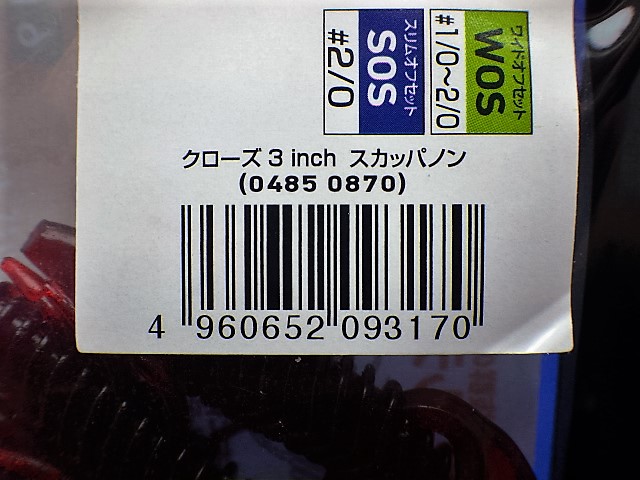 ワイドオフセット
WOS
#1/0~2/0
スリムオフセット
SOS
#2/0
クローズ 3 inch スカッパノン
(0485 0870)
4 960652 093170